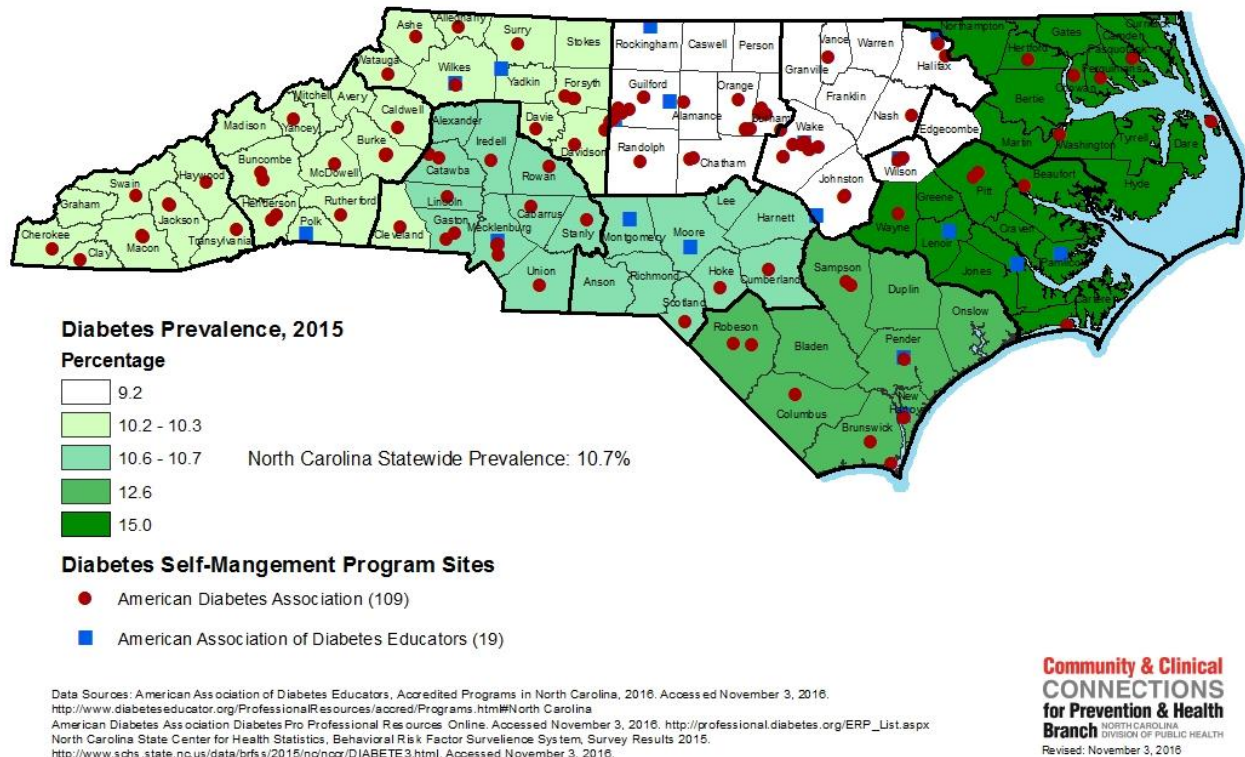 Ashe
Alleghany
Surry
Stokes
Rockingham
Caswell
Person
Vance
Warren
Northampton
Gates
Camden
Pasquotank
Hertford
Halifax
Granville
Watauga
Wilkes
Yadkin
Forsyth
Guilford
Orange
Durham
Franklin
Bertie
Chowan
Mitchell
Avery
Caldwell
Alexander
Davie
Alamance
Nash
Edgecombe
Madison
Yancey
Iredell
Davidson
Randolph
Chatham
Wake
Martin
Washington
Tyrrell
Dare
Burke
Catawba
Rowan
Wilson
Buncombe
McDowell
Haywood
Swain
Johnston
Greene
Pitt
Beaufort
Hyde
Graham
Henderson
Rutherford
Lincoln
Cabarrus
Lee
Harnett
Wayne
Jackson
Polk
Cleveland
Gaston
Mecklenburg
Stanly
Montgomery
Moore
Lenoir
Craven
Pamlico
Cherokee
Macon
Transylvania
Clay
Union
Anson
Richmond
Hoke
Cumberland
Sampson
Duplin
Jones
Carteret
Scotland
Onslow
Robeson
Bladen
Pender
Columbus
New
Hanover
Brunswick
Diabetes Prevalence, 2015
Percentage
9.2
10.2 - 10.3
10.6 - 10.7
North Carolina Statewide Prevalence: 10.7%
12.6
15.0
Diabetes Self-Mangement Program Sites
American Diabetes Association (109)
American Association of Diabetes Educators (19)
Data Sources: American Association of Diabetes Educators, Accredited Programs in North Carolina, 2016. Accessed November 3, 2016.
http://www.diabeteseducator.org/ProfessionalResources/accred/Programs.html#North Carolina
American Diabetes Association DiabetesPro Professional Resources Online. Accessed November 3, 2016. http://professional.diabetes.org/ERP_List.aspx
North Carolina State Center for Health Statistics, Behavioral Risk Factor Survelience System, Survey Results 2015.
http://www.schs.state.nc.us/data/brfss/2015/nc/nccr/DIABETE3.html. Accessed November 3, 2016.
Community & Clinical
CONNECTIONS
for Prevention & Health
Branch NORTH CAROLINA DIVISION OF PUBLIC HEALTH
Revised: November 3, 2016